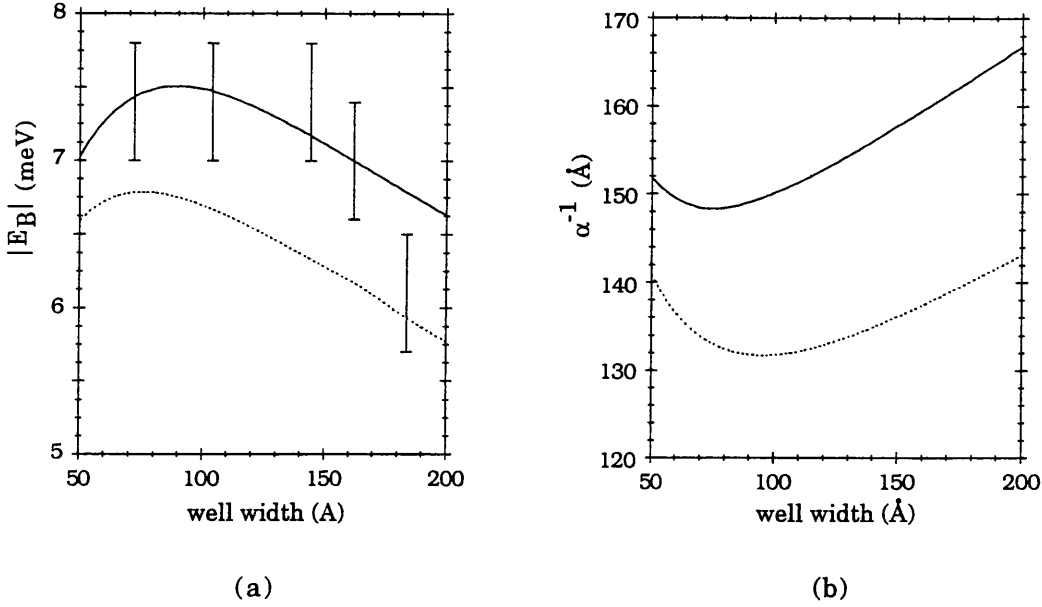 8
7
6
5
|E_B| (meV)
50 100 150 200
well width (A)
(a)
170
160
150
140
130
120
α⁻¹ (Å)
50 100 150 200
well width (Å)
(b)